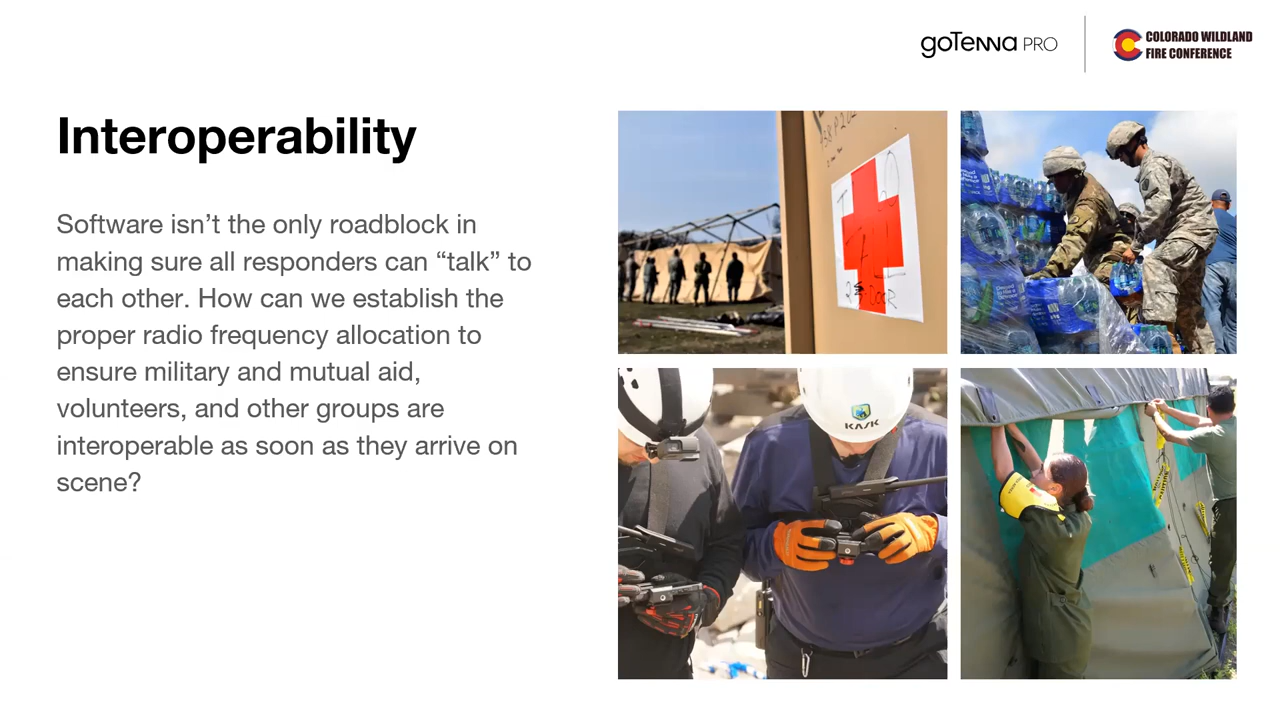 goTenna PRO
COLORADO WILDLAND
FIRE CONFERENCE
Interoperability
Software isn’t the only roadblock in
making sure all responders can “talk” to
each other. How can we establish the
proper radio frequency allocation to
ensure military and mutual aid,
volunteers, and other groups are
interoperable as soon as they arrive on
scene?
KASK